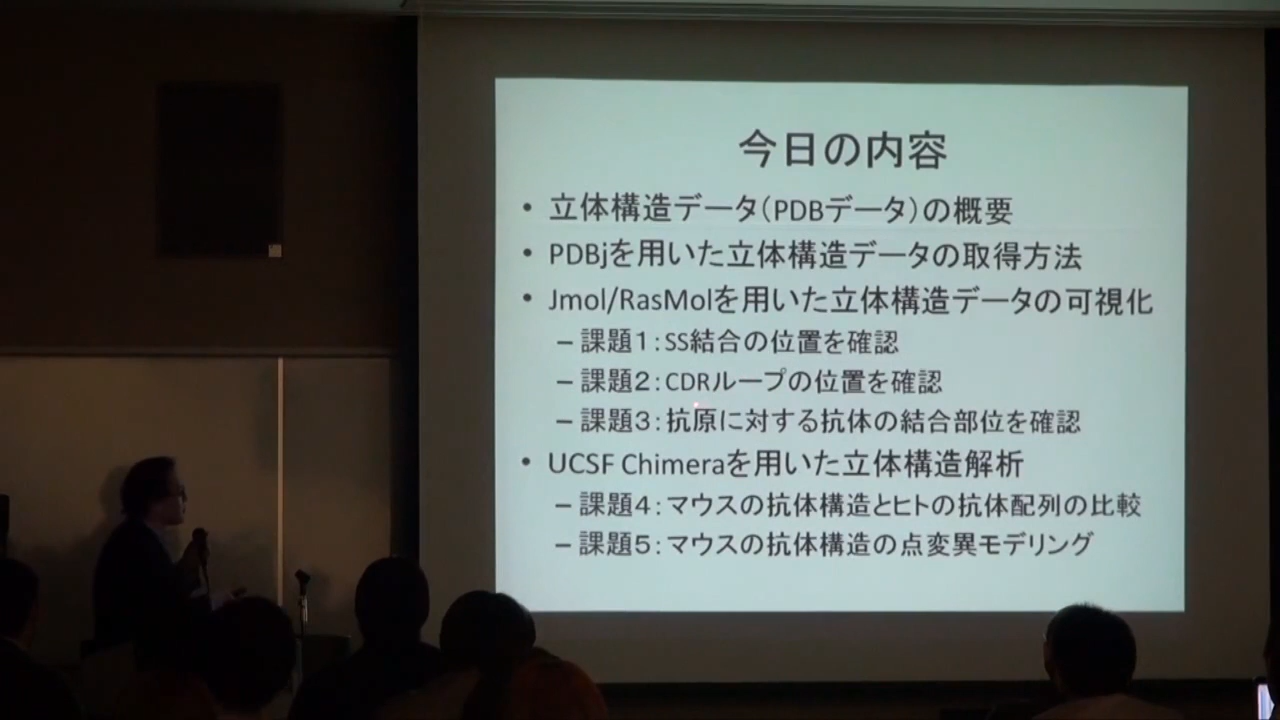 今日の内容
• 立体構造データ（PDBデータ）の概要
• PDBjを用いた立体構造データの取得方法
• Jmol/RasMolを用いた立体構造データの可視化
– 課題１：SS結合の位置を確認
– 課題２：CDRループの位置を確認
– 課題３：抗原に対する抗体の結合部位を確認
• UCSF Chimeraを用いた立体構造解析
– 課題４：マウスの抗体構造とヒトの抗体配列の比較
– 課題５：マウスの抗体構造の点変異モデリング